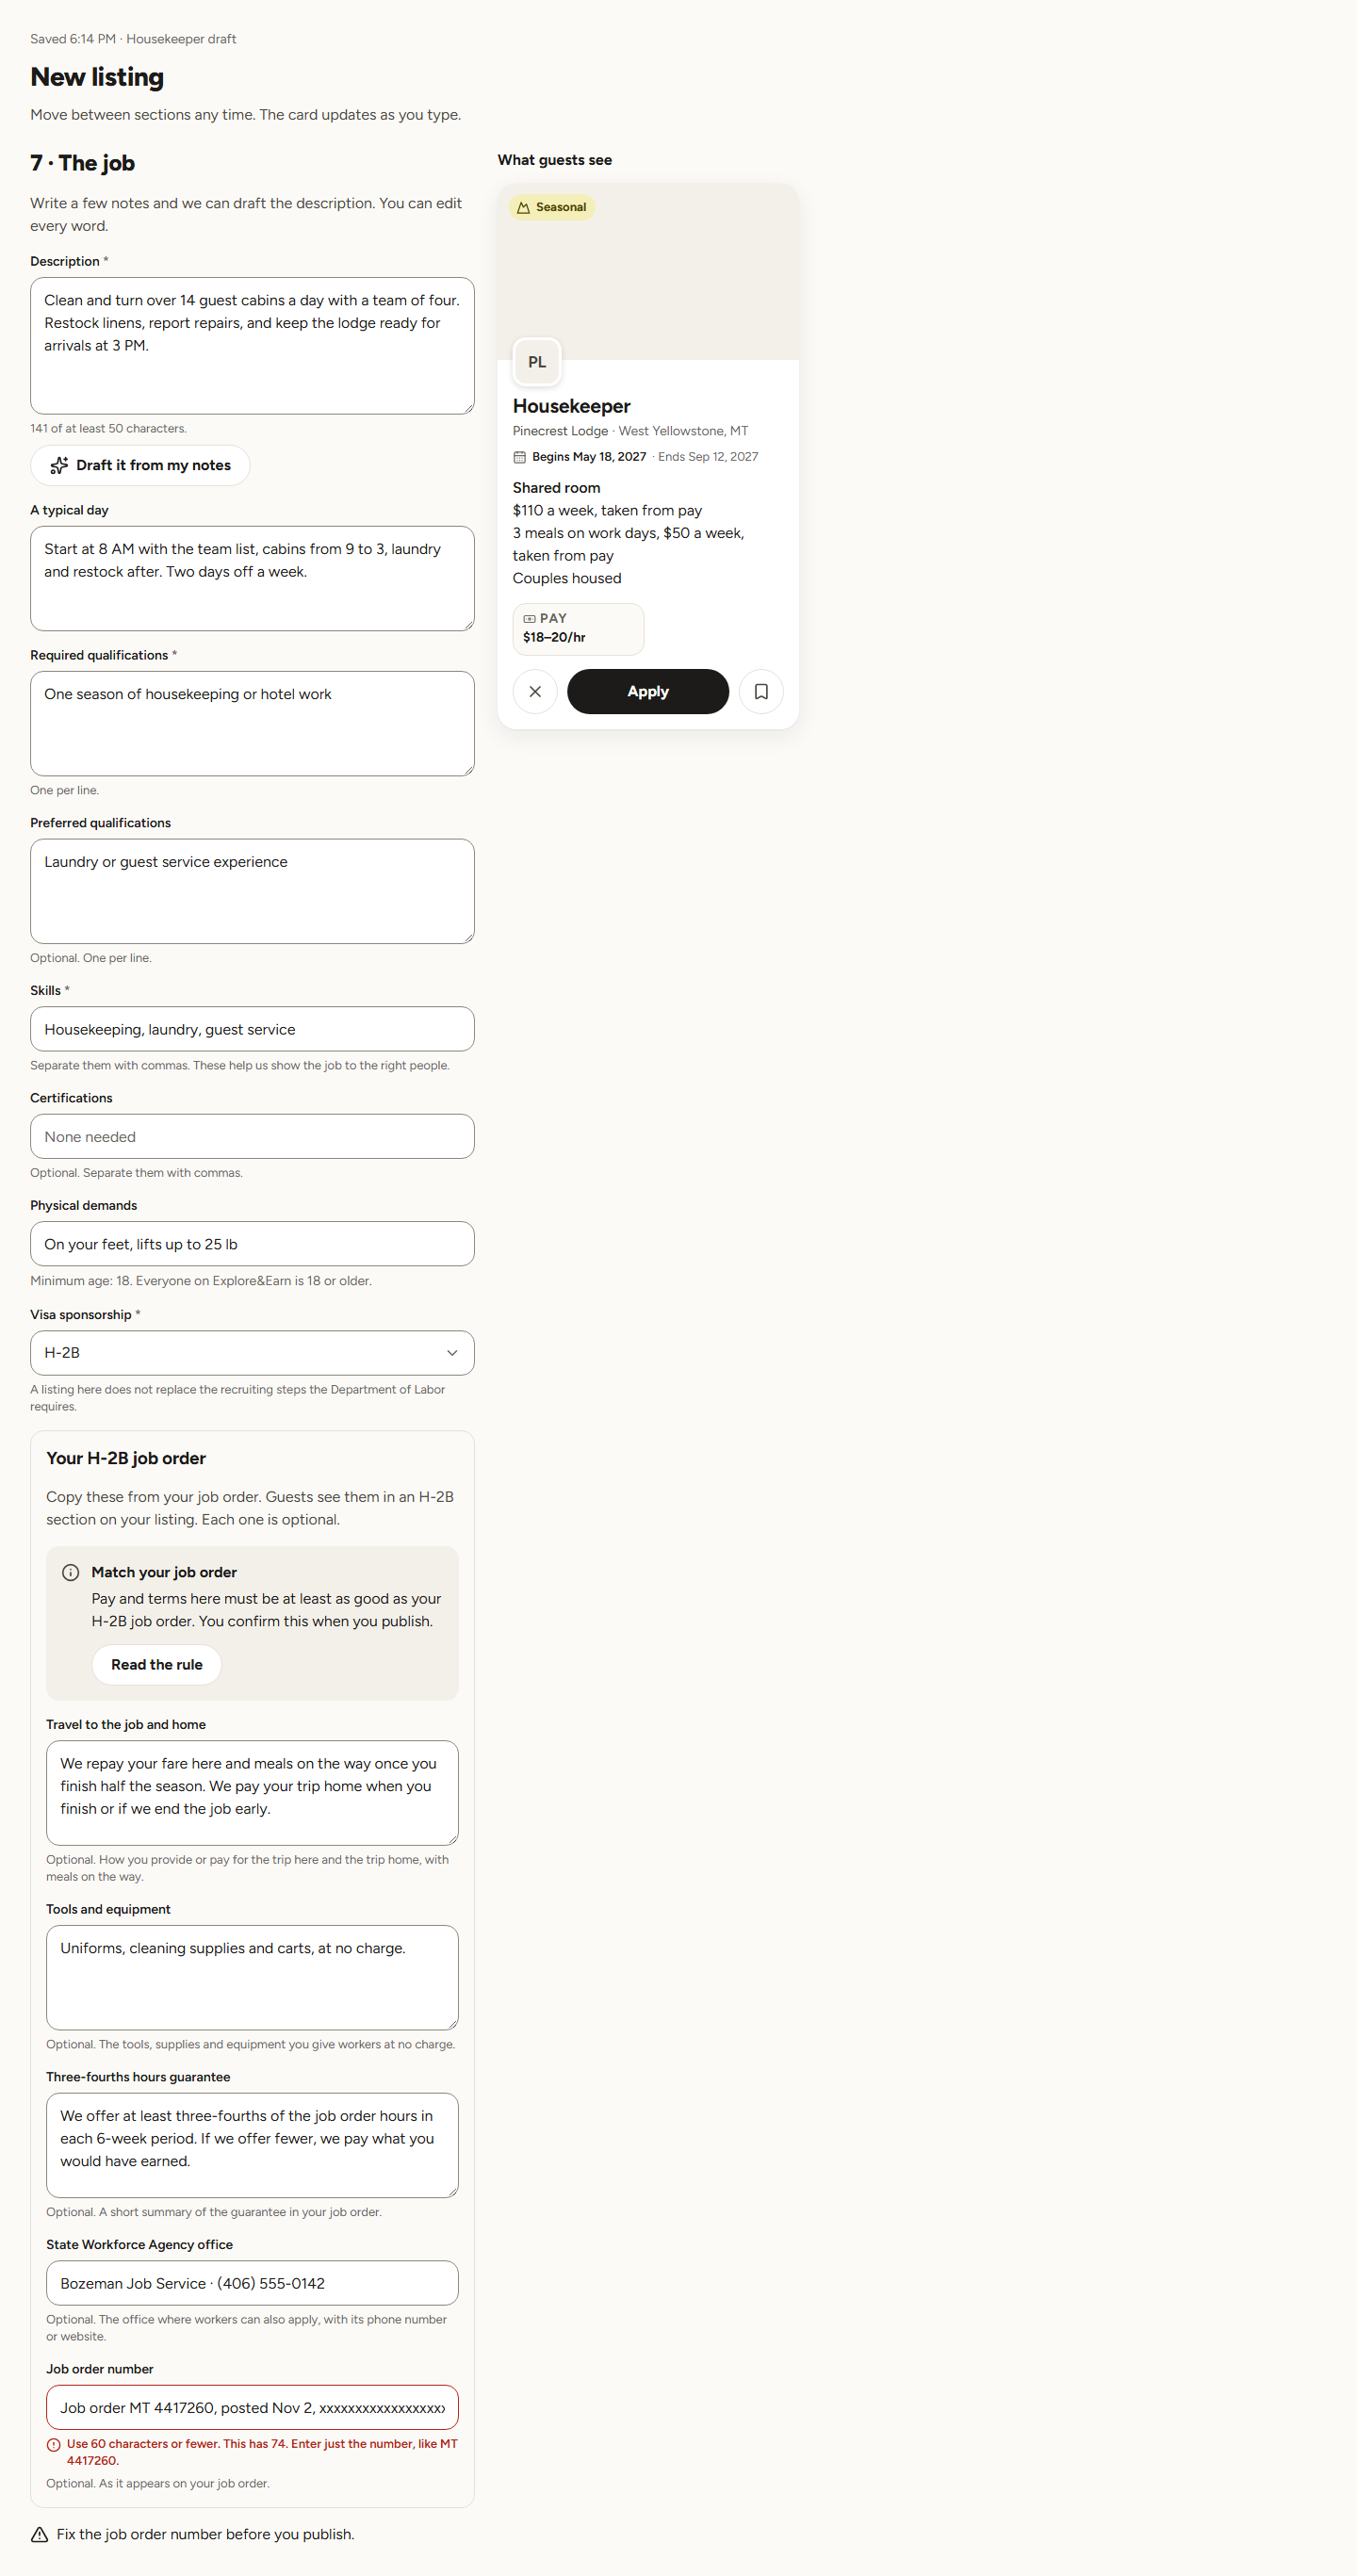 Saved 6:14 PM · Housekeeper draft
New listing
Move between sections any time. The card updates as you type.
7 · The job
Write a few notes and we can draft the description. You can edit
every word.
Description *
Clean and turn over 14 guest cabins a day with a team of four.
Restock linens, report repairs, and keep the lodge ready for
arrivals at 3 PM.
141 of at least 50 characters.
Draft it from my notes
A typical day
Start at 8 AM with the team list, cabins from 9 to 3, laundry
and restock after. Two days off a week.
Required qualifications *
One season of housekeeping or hotel work
One per line.
Preferred qualifications
Laundry or guest service experience
Optional. One per line.
Skills *
Housekeeping, laundry, guest service
Separate them with commas. These help us show the job to the right people.
Certifications
None needed
Optional. Separate them with commas.
Physical demands
On your feet, lifts up to 25 lb
Minimum age: 18. Everyone on Explore&Earn is 18 or older.
Visa sponsorship *
H-2B
A listing here does not replace the recruiting steps the Department of Labor
requires.
Your H-2B job order
Copy these from your job order. Guests see them in an H-2B
section on your listing. Each one is optional.
Match your job order
Pay and terms here must be at least as good as your
H-2B job order. You confirm this when you publish.
Read the rule
Travel to the job and home
We repay your fare here and meals on the way once you
finish half the season. We pay your trip home when you
finish or if we end the job early.
Optional. How you provide or pay for the trip here and the trip home, with
meals on the way.
Tools and equipment
Uniforms, cleaning supplies and carts, at no charge.
Optional. The tools, supplies and equipment you give workers at no charge.
Three-fourths hours guarantee
We offer at least three-fourths of the job order hours in
each 6-week period. If we offer fewer, we pay what you
would have earned.
Optional. A short summary of the guarantee in your job order.
State Workforce Agency office
Bozeman Job Service · (406) 555-0142
Optional. The office where workers can also apply, with its phone number
or website.
Job order number
Job order MT 4417260, posted Nov 2, xxxxxxxxxxxxxxxxxx
Use 60 characters or fewer. This has 74. Enter just the number, like MT
4417260.
Optional. As it appears on your job order.
Fix the job order number before you publish.
What guests see
Seasonal
PL
Housekeeper
Pinecrest Lodge · West Yellowstone, MT
Begins May 18, 2027 · Ends Sep 12, 2027
Shared room
$110 a week, taken from pay
3 meals on work days, $50 a week,
taken from pay
Couples housed
PAY
$18–20/hr
Apply